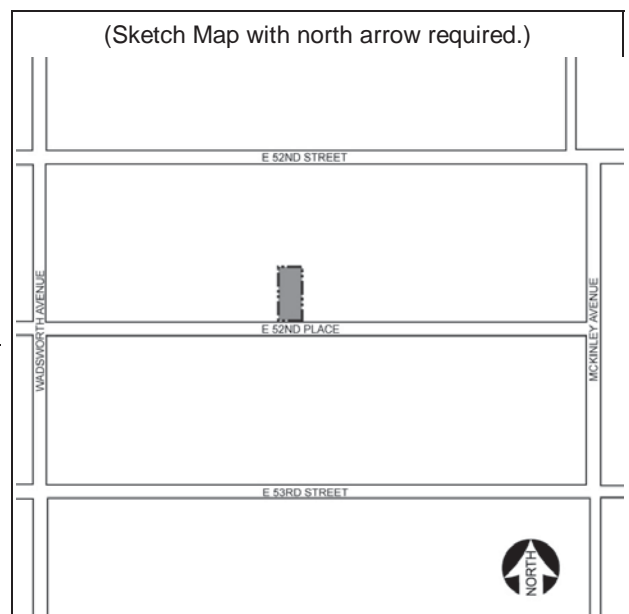 (Sketch Map with north arrow required.)
E 52ND STREET
WADSWORTH AVENUE
MCKINLEY AVENUE
E 52ND PLACE
E 53RD STREET
NORTH